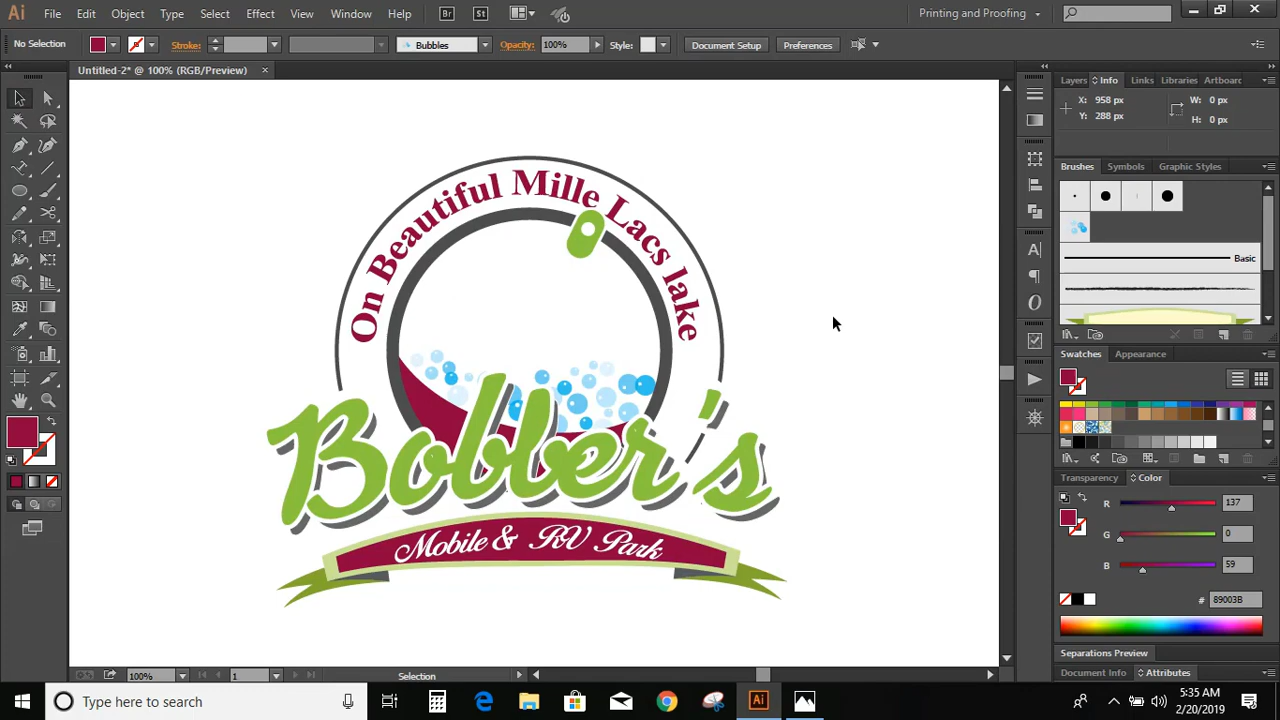 Ai File Edit Object Type Select Effect View Window Help Br St Printing and Proofing
No Selection Stroke: Bubbles Opacity: 100% Style: Document Setup Preferences
Untitled-2* @ 100% (RGB/Preview) ×
Layers Info Links Libraries Artboard
X: 958 px W: 0 px
Y: 288 px H: 0 px
Brushes Symbols Graphic Styles
Basic
Swatches Appearance
Transparency Color
R 137
G 0
B 59
# 89003B
Separations Preview
Document Info Attributes
On Beautiful Mille Lacs lake
Bobber's
Mobile & RV Park
100% 1 Selection
Type here to search
Ai
5:35 AM
2/20/2019